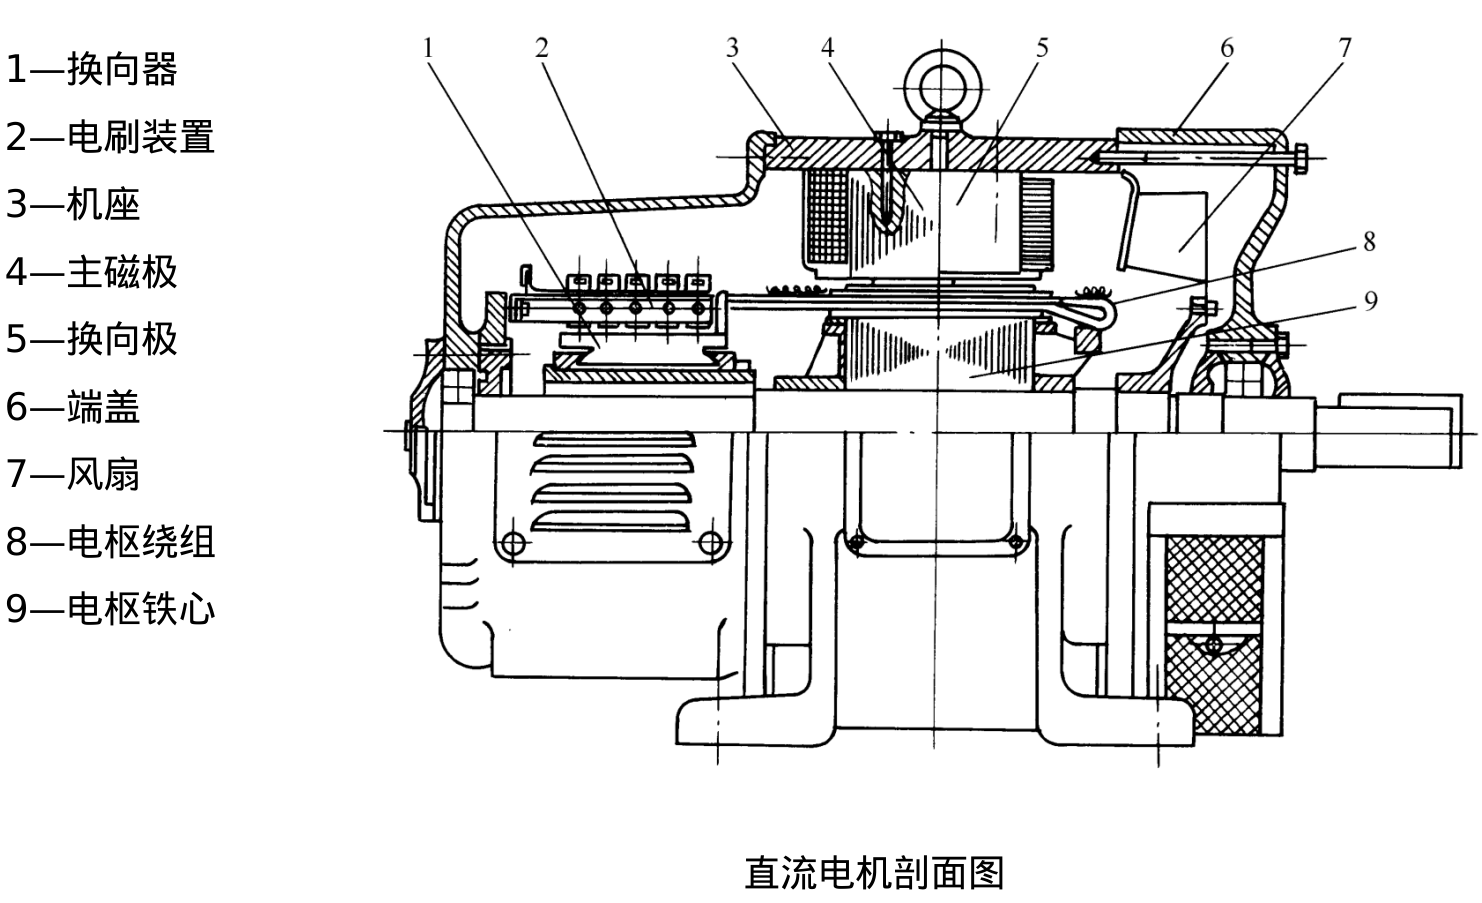 1—换向器
2—电刷装置
3—机座
4—主磁极
5—换向极
6—端盖
7—风扇
8—电枢绕组
9—电枢铁心
1 2 3 4 5 6 7
8
9
直流电机剖面图